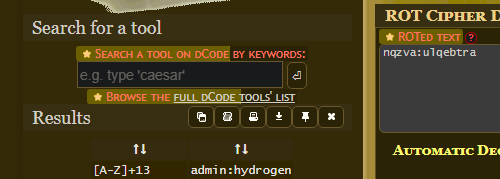 Search for a tool
★ SEARCH A TOOL ON DCODE BY KEYWORDS:
e.g. type 'caesar'
★ BROWSE THE FULL DCODE TOOLS' LIST
Results
[A-Z]+13 admin:hydrogen
ROT CIPHER D
★ ROTED TEXT ?
nqzva:ulqebtra
AUTOMATIC DEC